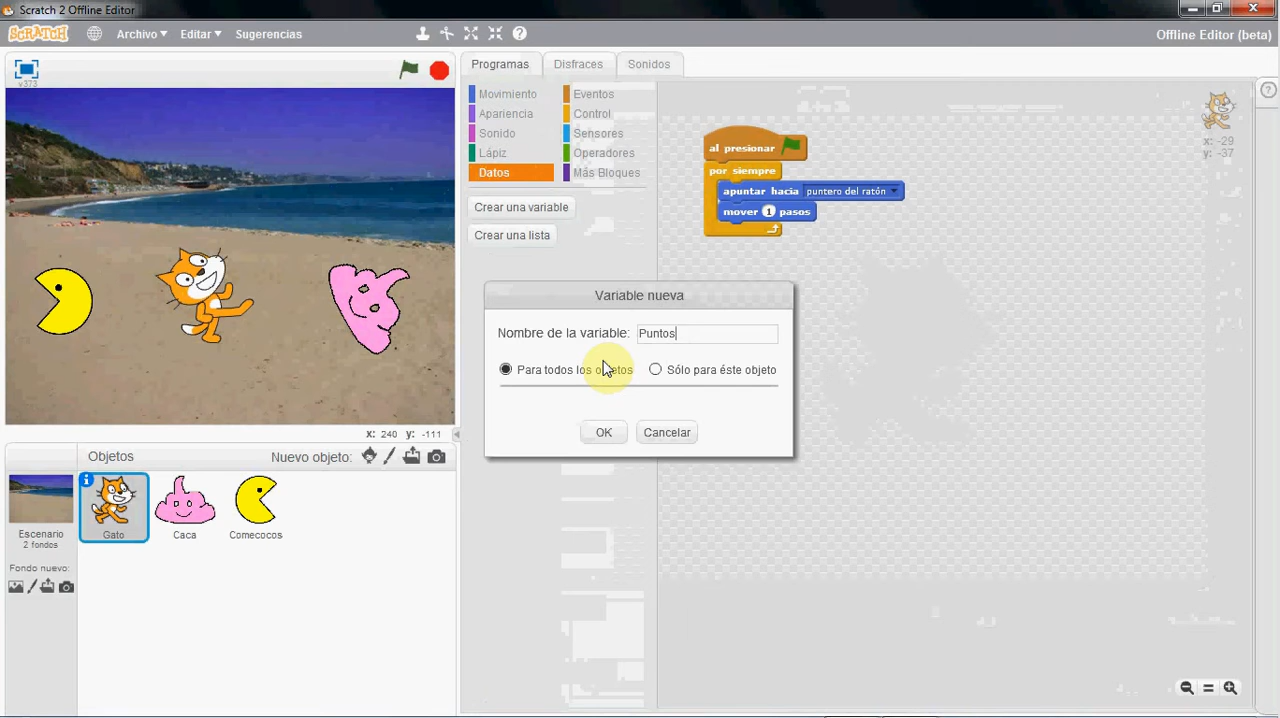 Scratch 2 Offline Editor
SCRATCH Archivo Editar Sugerencias Offline Editor (beta)
v373
Programas Disfraces Sonidos
Movimiento Eventos
Apariencia Control
Sonido Sensores
Lápiz Operadores
Datos Más Bloques
Crear una variable
Crear una lista
al presionar
por siempre
apuntar hacia puntero del ratón
mover 1 pasos
x: -29
y: -37
Variable nueva
Nombre de la variable: Puntos
Para todos los objetos Sólo para éste objeto
OK Cancelar
x: 240 y: -111
Objetos Nuevo objeto:
Escenario
2 fondos
Fondo nuevo:
Gato Caca Comecocos